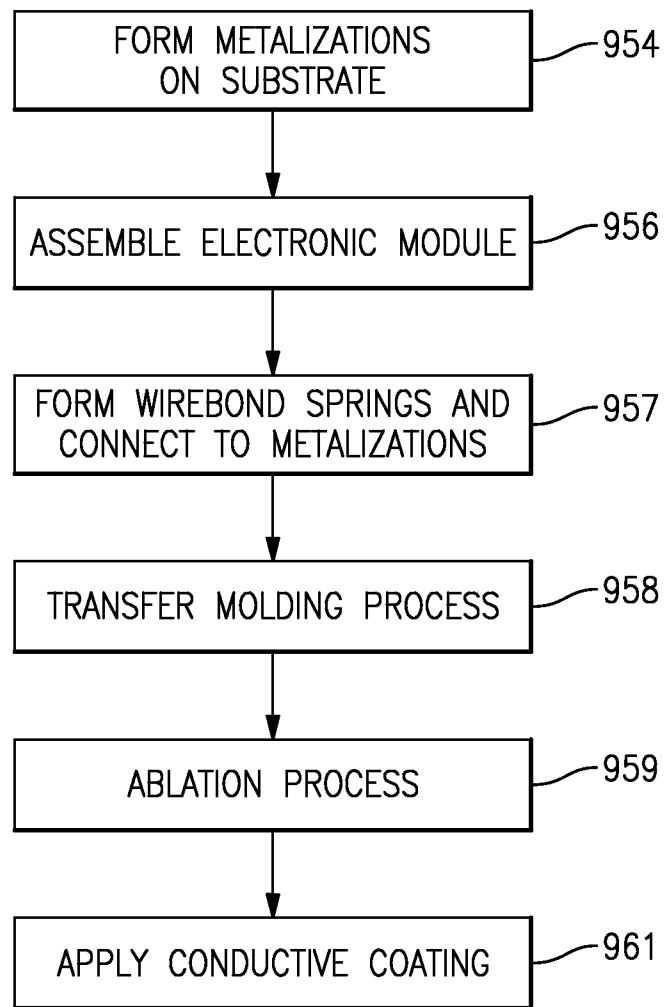 FORM METALIZATIONS
ON SUBSTRATE
954
ASSEMBLE ELECTRONIC MODULE
956
FORM WIREBOND SPRINGS AND
CONNECT TO METALIZATIONS
957
TRANSFER MOLDING PROCESS
958
ABLATION PROCESS
959
APPLY CONDUCTIVE COATING
961